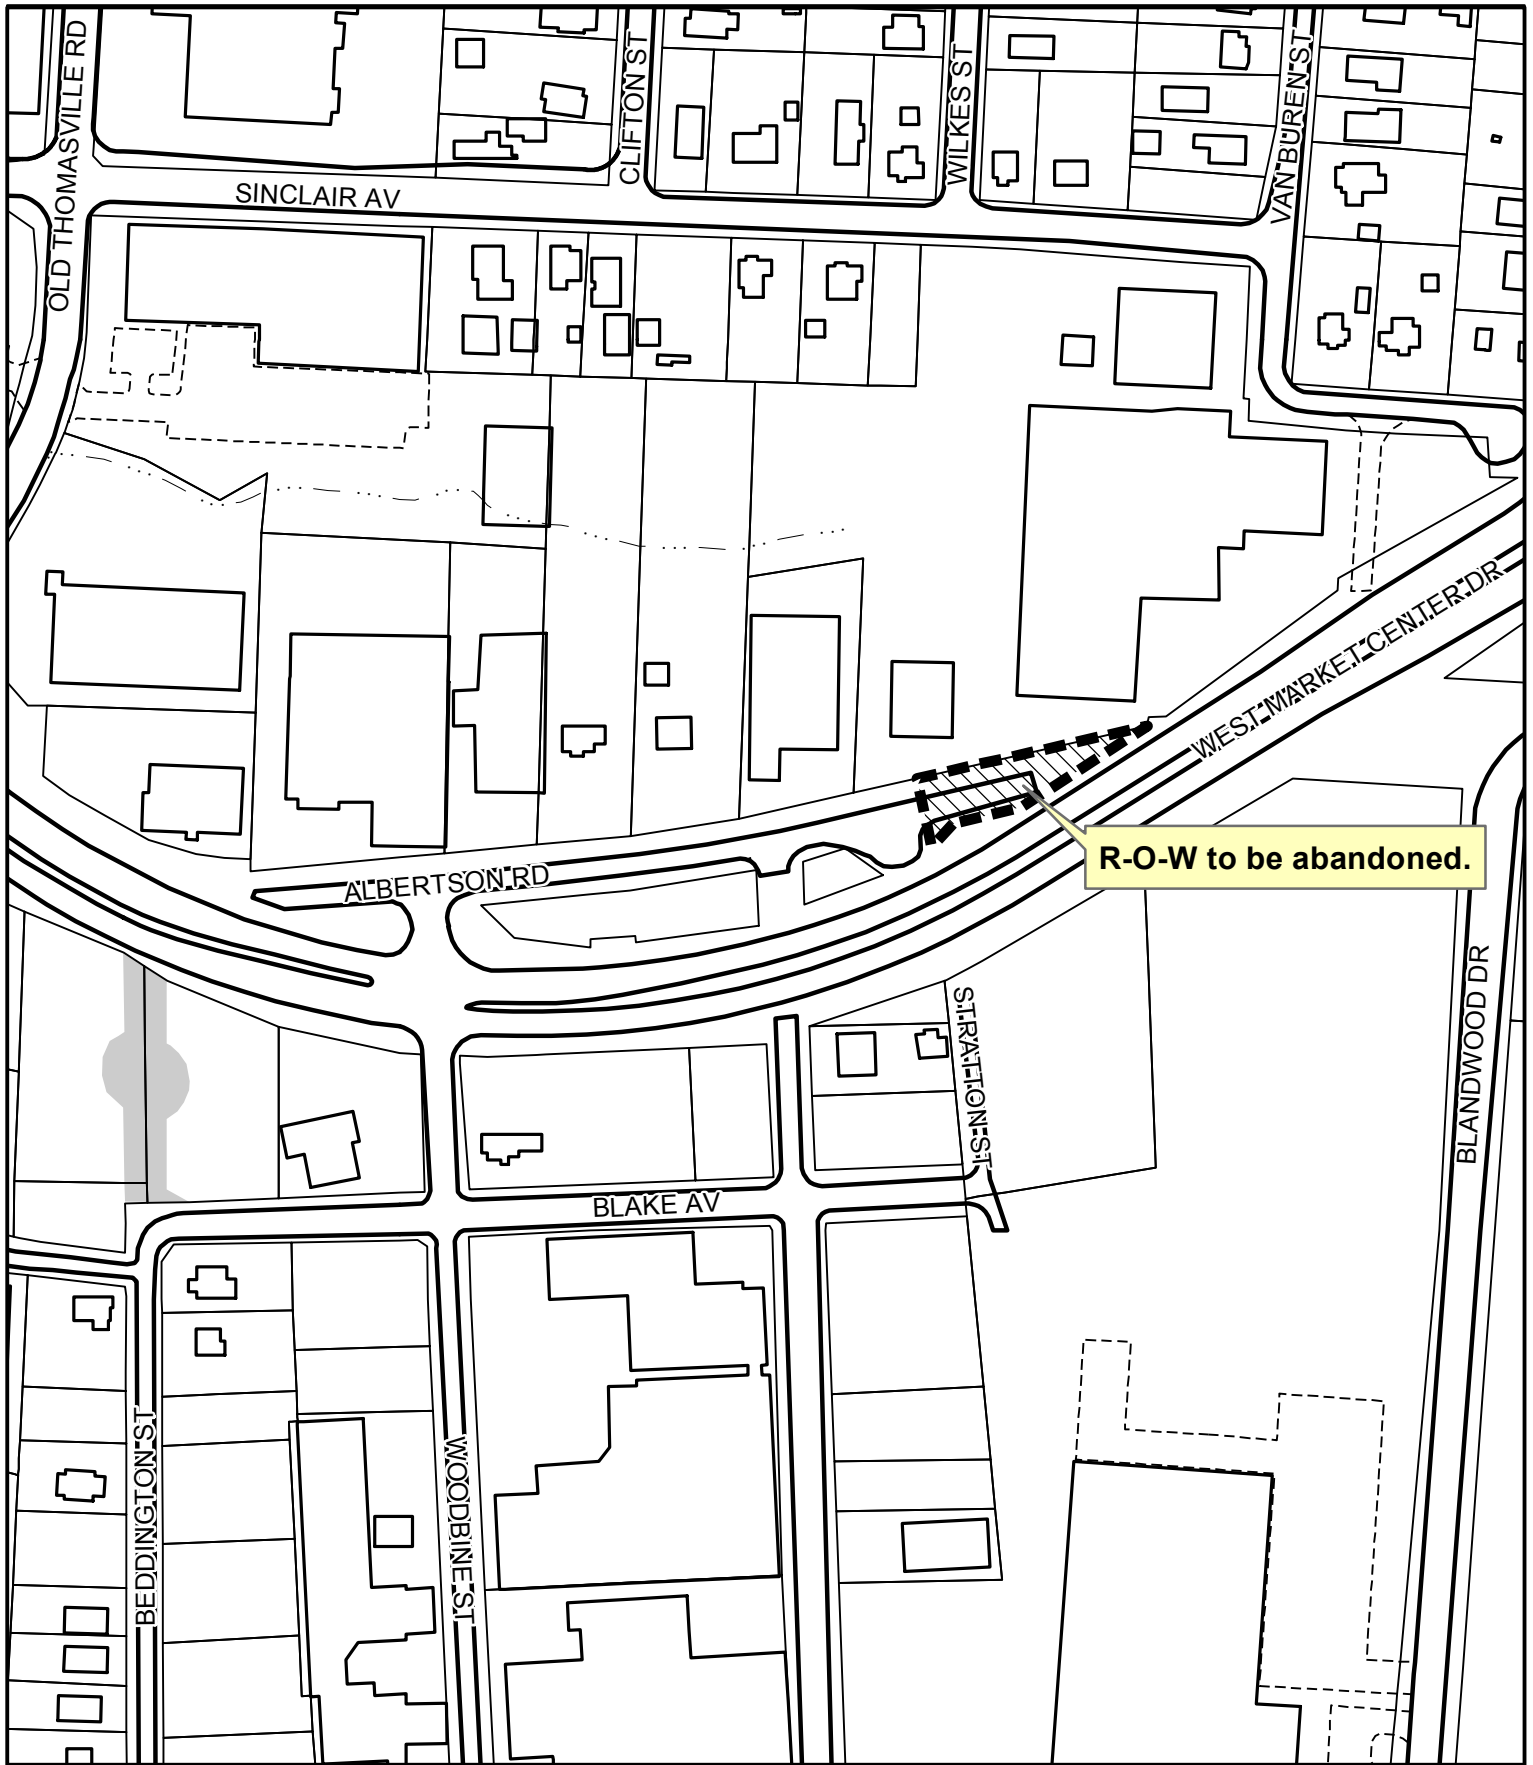 OLD THOMASVILLE RD
CLIFTON ST
WILKES ST
VAN BUREN ST
SINCLAIR AV
WEST MARKET CENTER DR
R-O-W to be abandoned.
ALBERTSON RD
STRATTON ST
BLANDWOOD DR
BLAKE AV
BEDDINGTON ST
WOODBINE ST